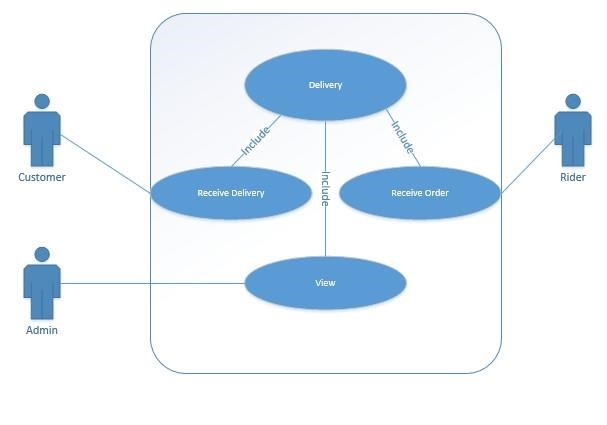 Delivery
Include
Include
Customer
Receive Delivery
Include
Receive Order
Rider
View
Admin